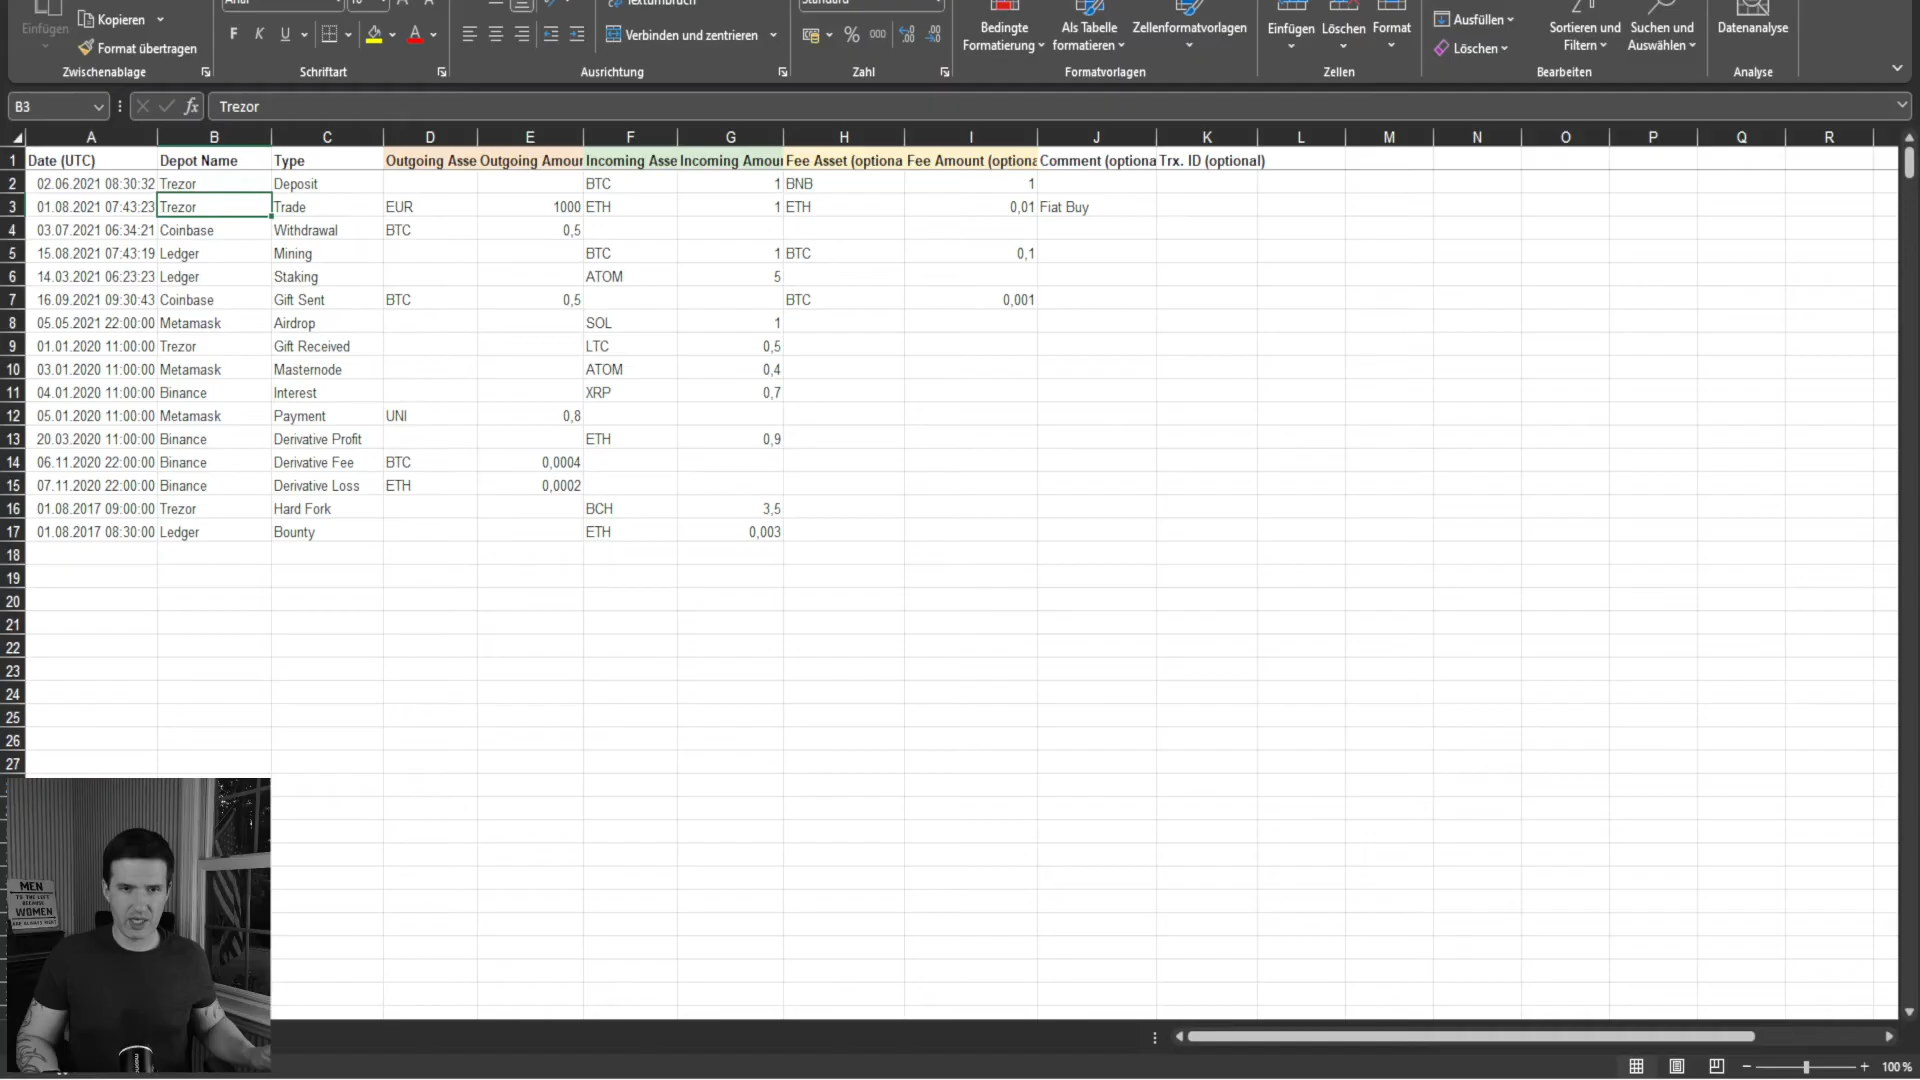 Einfügen
Kopieren
Format übertragen
Zwischenablage
F K U
A
Schriftart
Textumbruch
Verbinden und zentrieren
Ausrichtung
Standard
% 000
Zahl
Bedingte Formatierung
Als Tabelle formatieren
Zellenformatvorlagen
Formatvorlagen
Einfügen Löschen Format
Zellen
Ausfüllen
Löschen
Sortieren und Filtern
Suchen und Auswählen
Bearbeiten
Datenanalyse
Analyse
B3 fx Trezor
A B C D E F G H I J K L M N O P Q R
1 Date (UTC) Depot Name Type Outgoing Asse Outgoing Amour Incoming Asse Incoming Amour Fee Asset (optiona Fee Amount (optiona Comment (optiona Trx. ID (optional)
2 02.06.2021 08:30:32 Trezor Deposit BTC 1 BNB 1
3 01.08.2021 07:43:23 Trezor Trade EUR 1000 ETH 1 ETH 0,01 Fiat Buy
4 03.07.2021 06:34:21 Coinbase Withdrawal BTC 0,5
5 15.08.2021 07:43:19 Ledger Mining BTC 1 BTC 0,1
6 14.03.2021 06:23:23 Ledger Staking ATOM 5
7 16.09.2021 09:30:43 Coinbase Gift Sent BTC 0,5 BTC 0,001
8 05.05.2021 22:00:00 Metamask Airdrop SOL 1
9 01.01.2020 11:00:00 Trezor Gift Received LTC 0,5
10 03.01.2020 11:00:00 Metamask Masternode ATOM 0,4
11 04.01.2020 11:00:00 Binance Interest XRP 0,7
12 05.01.2020 11:00:00 Metamask Payment UNI 0,8
13 20.03.2020 11:00:00 Binance Derivative Profit ETH 0,9
14 06.11.2020 22:00:00 Binance Derivative Fee BTC 0,0004
15 07.11.2020 22:00:00 Binance Derivative Loss ETH 0,0002
16 01.08.2017 09:00:00 Trezor Hard Fork BCH 3,5
17 01.08.2017 08:30:00 Ledger Bounty ETH 0,003
18
19
20
21
22
23
24
25
26
27
MEN
TO THE LEFT
BECAUSE
WOMEN
ARE ALWAYS RIGHT
100 %